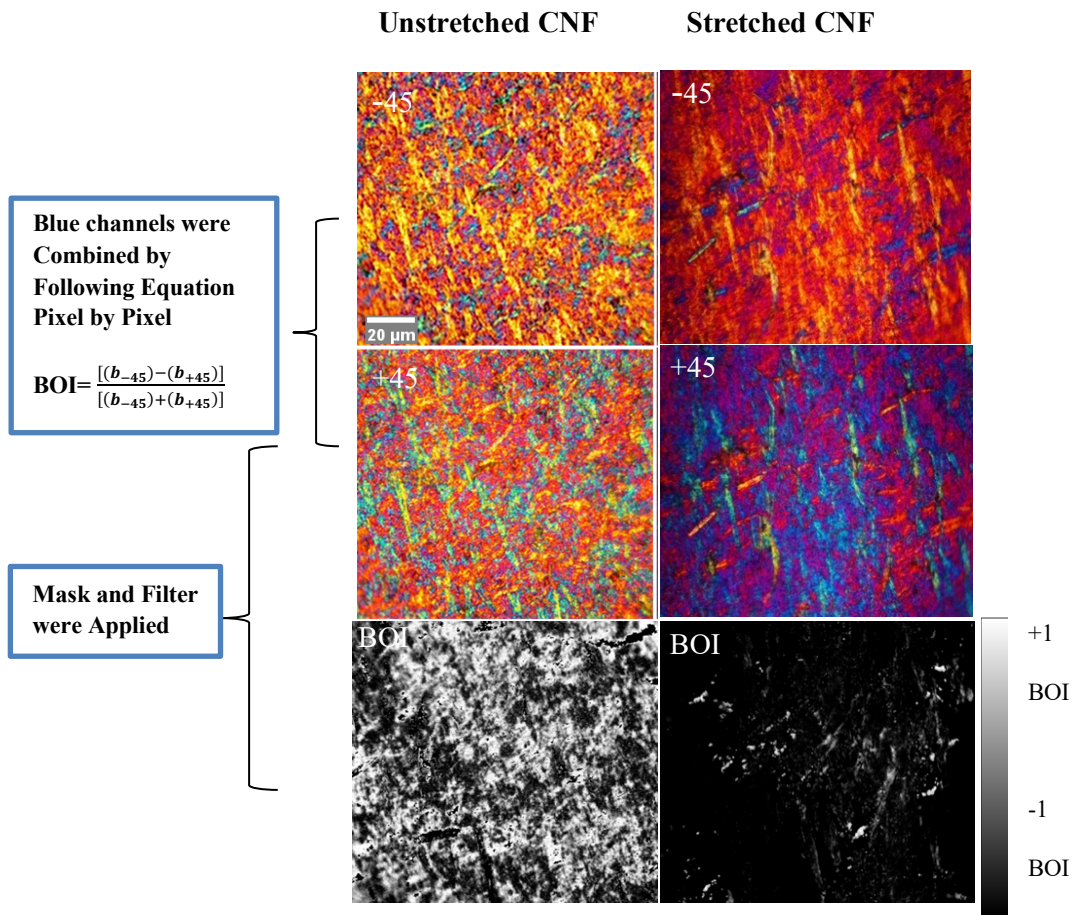 Unstretched CNF
Stretched CNF
-45
-45
Blue channels were
Combined by
Following Equation
Pixel by Pixel
BOI= [(b₋₄₅)−(b₊₄₅)] / [(b₋₄₅)+(b₊₄₅)]
20 µm
+45
+45
Mask and Filter
were Applied
BOI
BOI
+1
BOI
-1
BOI